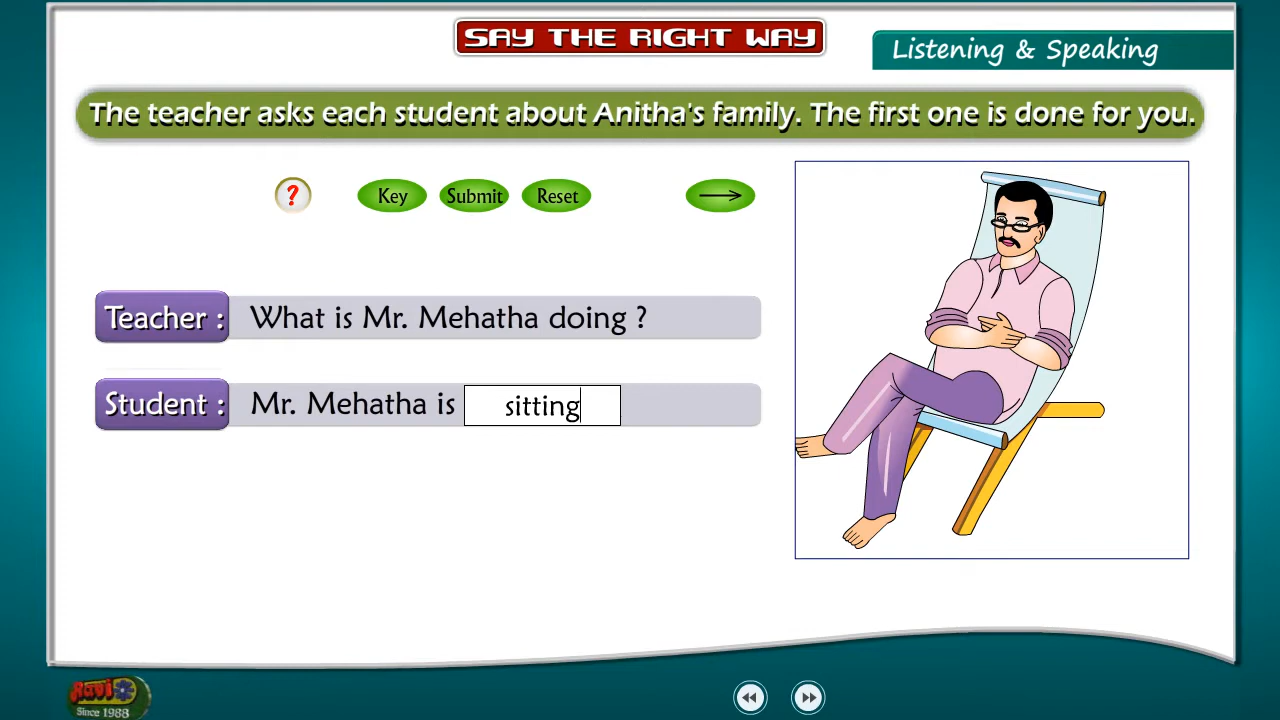 SAY THE RIGHT WAY
Listening & Speaking
The teacher asks each student about Anitha's family. The first one is done for you.
? Key Submit Reset
Teacher : What is Mr. Mehatha doing ?
Student : Mr. Mehatha is sitting
Ravi
Since 1988